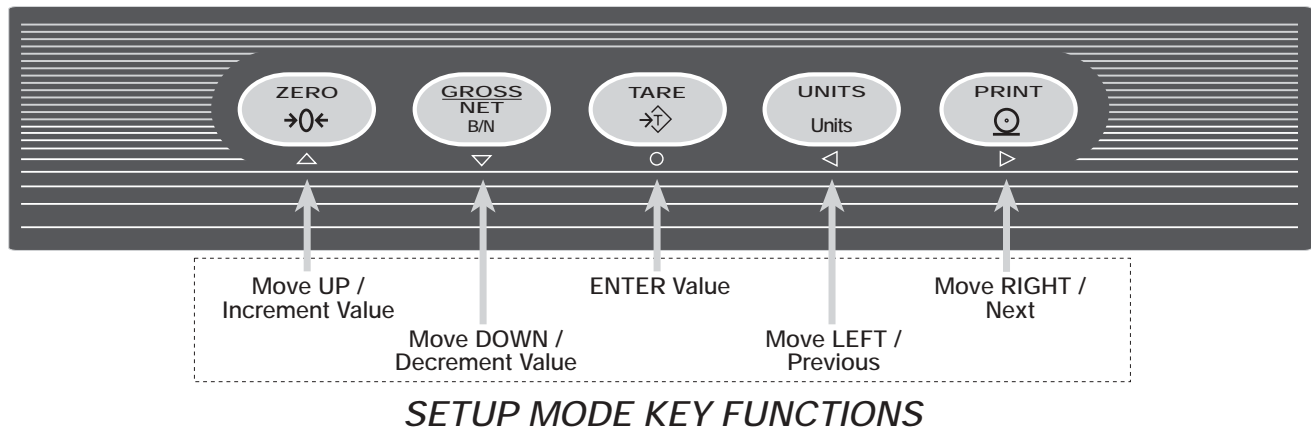 ZERO
→0←
GROSS
NET
B/N
TARE
→T
UNITS
Units
PRINT
Move UP /
Increment Value
Move DOWN /
Decrement Value
ENTER Value
Move LEFT /
Previous
Move RIGHT /
Next
SETUP MODE KEY FUNCTIONS